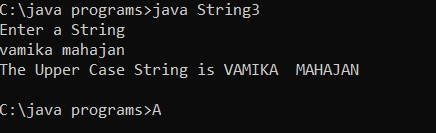 C:\java programs>java String3
Enter a String
vamika mahajan
The Upper Case String is VAMIKA  MAHAJAN
C:\java programs>A